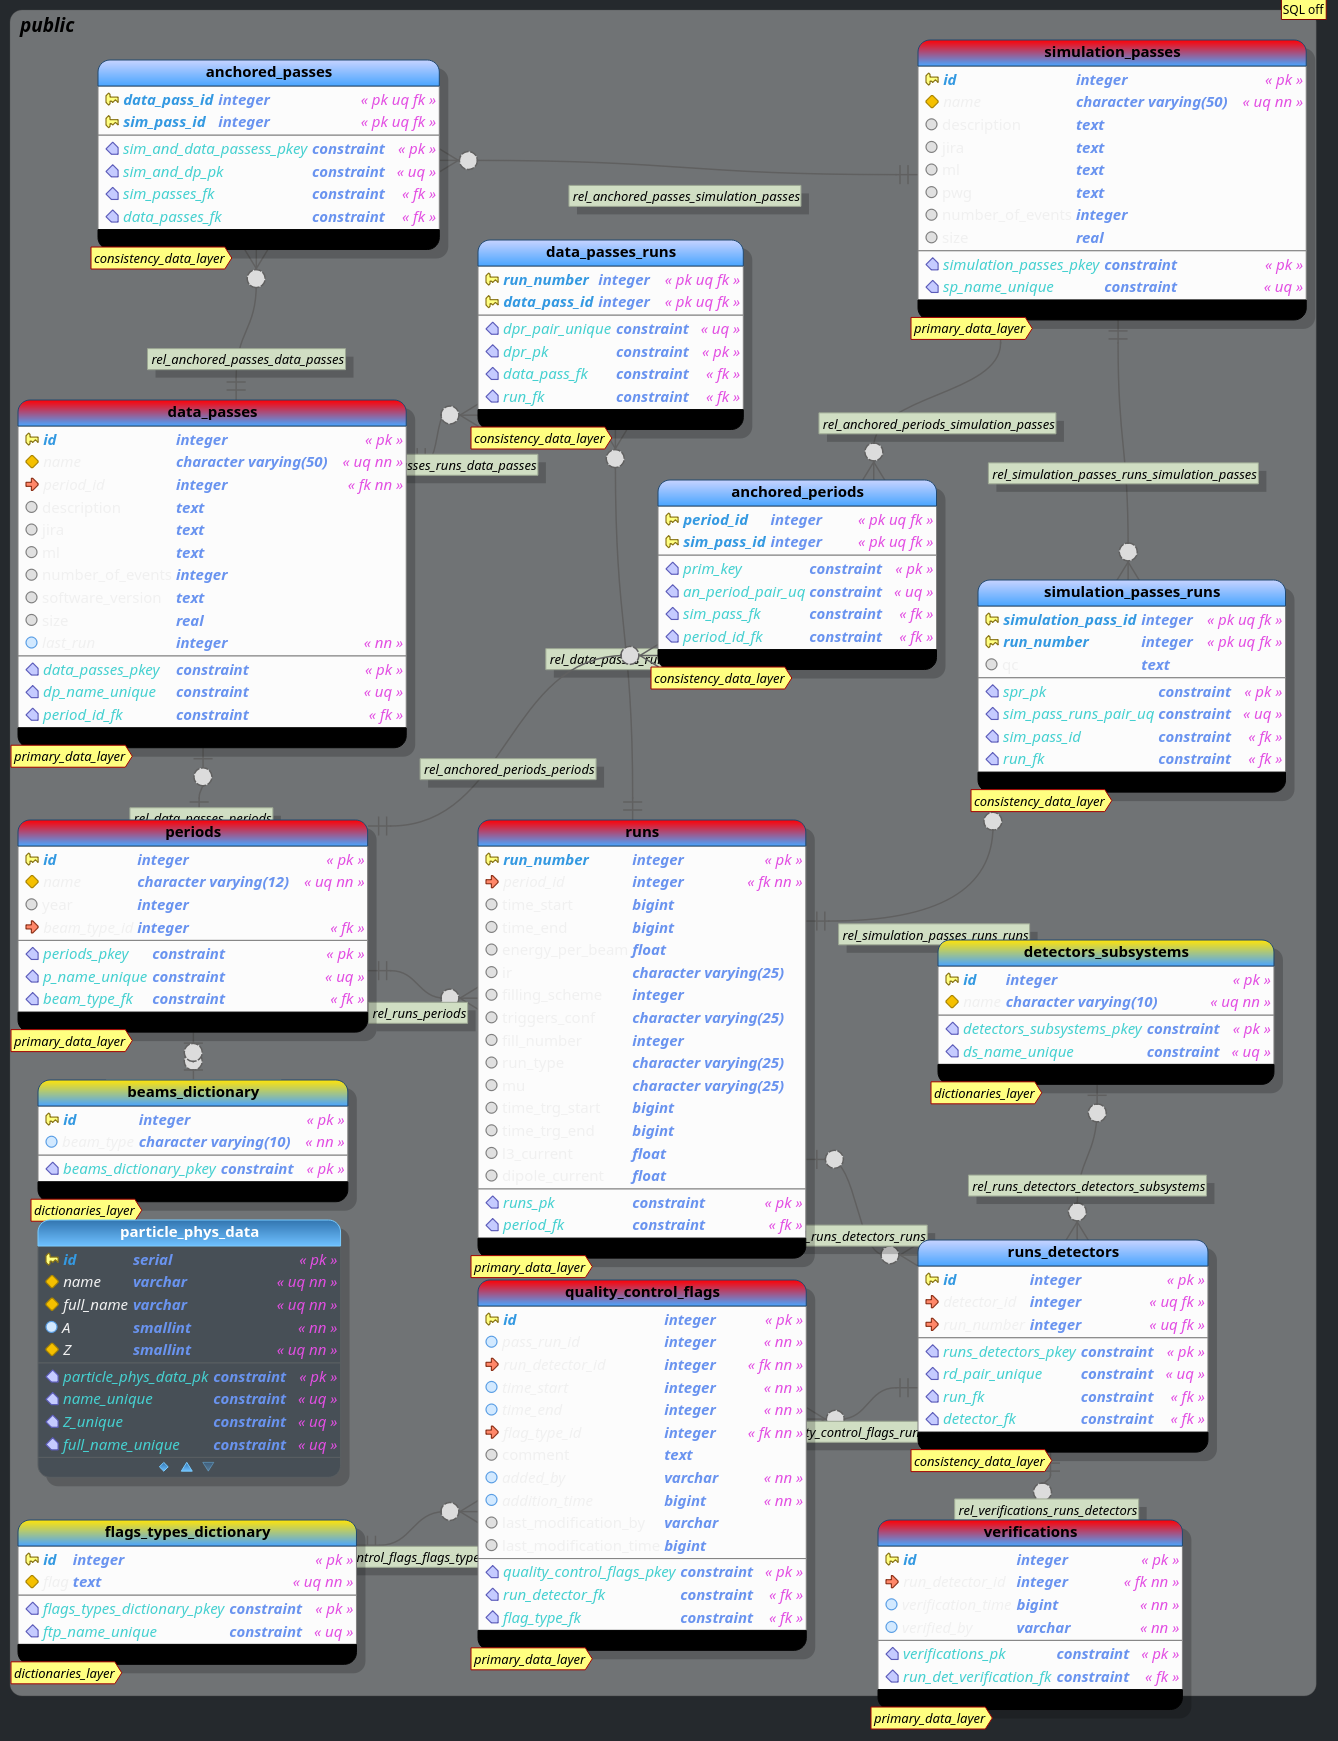 SQL off
public
anchored_passes
data_pass_id integer « pk uq fk »
sim_pass_id integer « pk uq fk »
sim_and_data_passess_pkey constraint « pk »
sim_and_dp_pk constraint « uq »
sim_passes_fk constraint « fk »
data_passes_fk constraint « fk »
consistency_data_layer
simulation_passes
id integer « pk »
name character varying(50) « uq nn »
description text
jira text
ml text
pwg text
number_of_events integer
size real
simulation_passes_pkey constraint « pk »
sp_name_unique constraint « uq »
primary_data_layer
rel_anchored_passes_simulation_passes
data_passes_runs
run_number integer « pk uq fk »
data_pass_id integer « pk uq fk »
dpr_pair_unique constraint « uq »
dpr_pk constraint « pk »
data_pass_fk constraint « fk »
run_fk constraint « fk »
consistency_data_layer
rel_anchored_passes_data_passes
data_passes
id integer « pk »
name character varying(50) « uq nn »
period_id integer « fk nn »
description text
jira text
ml text
number_of_events integer
software_version text
size real
last_run integer « nn »
data_passes_pkey constraint « pk »
dp_name_unique constraint « uq »
period_id_fk constraint « fk »
primary_data_layer
sses_runs_data_passes
rel_anchored_periods_simulation_passes
rel_simulation_passes_runs_simulation_passes
anchored_periods
period_id integer « pk uq fk »
sim_pass_id integer « pk uq fk »
prim_key constraint « pk »
an_period_pair_uq constraint « uq »
sim_pass_fk constraint « fk »
period_id_fk constraint « fk »
consistency_data_layer
rel_data_passes_ru
simulation_passes_runs
simulation_pass_id integer « pk uq fk »
run_number integer « pk uq fk »
qc text
spr_pk constraint « pk »
sim_pass_runs_pair_uq constraint « uq »
sim_pass_id constraint « fk »
run_fk constraint « fk »
consistency_data_layer
rel_anchored_periods_periods
rel_data_passes_periods
periods
id integer « pk »
name character varying(12) « uq nn »
year integer
beam_type_id integer « fk »
periods_pkey constraint « pk »
p_name_unique constraint « uq »
beam_type_fk constraint « fk »
primary_data_layer
rel_runs_periods
runs
run_number integer « pk »
period_id integer « fk nn »
time_start bigint
time_end bigint
energy_per_beam float
ir character varying(25)
filling_scheme integer
triggers_conf character varying(25)
fill_number integer
run_type character varying(25)
mu character varying(25)
time_trg_start bigint
time_trg_end bigint
l3_current float
dipole_current float
runs_pk constraint « pk »
period_fk constraint « fk »
primary_data_layer
rel_simulation_passes_runs_runs
detectors_subsystems
id integer « pk »
name character varying(10) « uq nn »
detectors_subsystems_pkey constraint « pk »
ds_name_unique constraint « uq »
dictionaries_layer
beams_dictionary
id integer « pk »
beam_type character varying(10) « nn »
beams_dictionary_pkey constraint « pk »
dictionaries_layer
particle_phys_data
id serial « pk »
name varchar « uq nn »
full_name varchar « uq nn »
A smallint « nn »
Z smallint « uq nn »
particle_phys_data_pk constraint « pk »
name_unique constraint « uq »
Z_unique constraint « uq »
full_name_unique constraint « uq »
rel_runs_detectors_detectors_subsystems
_runs_detectors_runs
runs_detectors
id integer « pk »
detector_id integer « uq fk »
run_number integer « uq fk »
runs_detectors_pkey constraint « pk »
rd_pair_unique constraint « uq »
run_fk constraint « fk »
detector_fk constraint « fk »
consistency_data_layer
quality_control_flags
id integer « pk »
pass_run_id integer « nn »
run_detector_id integer « fk nn »
time_start integer « nn »
time_end integer « nn »
flag_type_id integer « fk nn »
comment text
added_by varchar « nn »
addition_time bigint « nn »
last_modification_by varchar
last_modification_time bigint
quality_control_flags_pkey constraint « pk »
run_detector_fk constraint « fk »
flag_type_fk constraint « fk »
primary_data_layer
ty_control_flags_run
ntrol_flags_flags_type
flags_types_dictionary
id integer « pk »
flag text « uq nn »
flags_types_dictionary_pkey constraint « pk »
ftp_name_unique constraint « uq »
dictionaries_layer
rel_verifications_runs_detectors
verifications
id integer « pk »
run_detector_id integer « fk nn »
verification_time bigint « nn »
verified_by varchar « nn »
verifications_pk constraint « pk »
run_det_verification_fk constraint « fk »
primary_data_layer